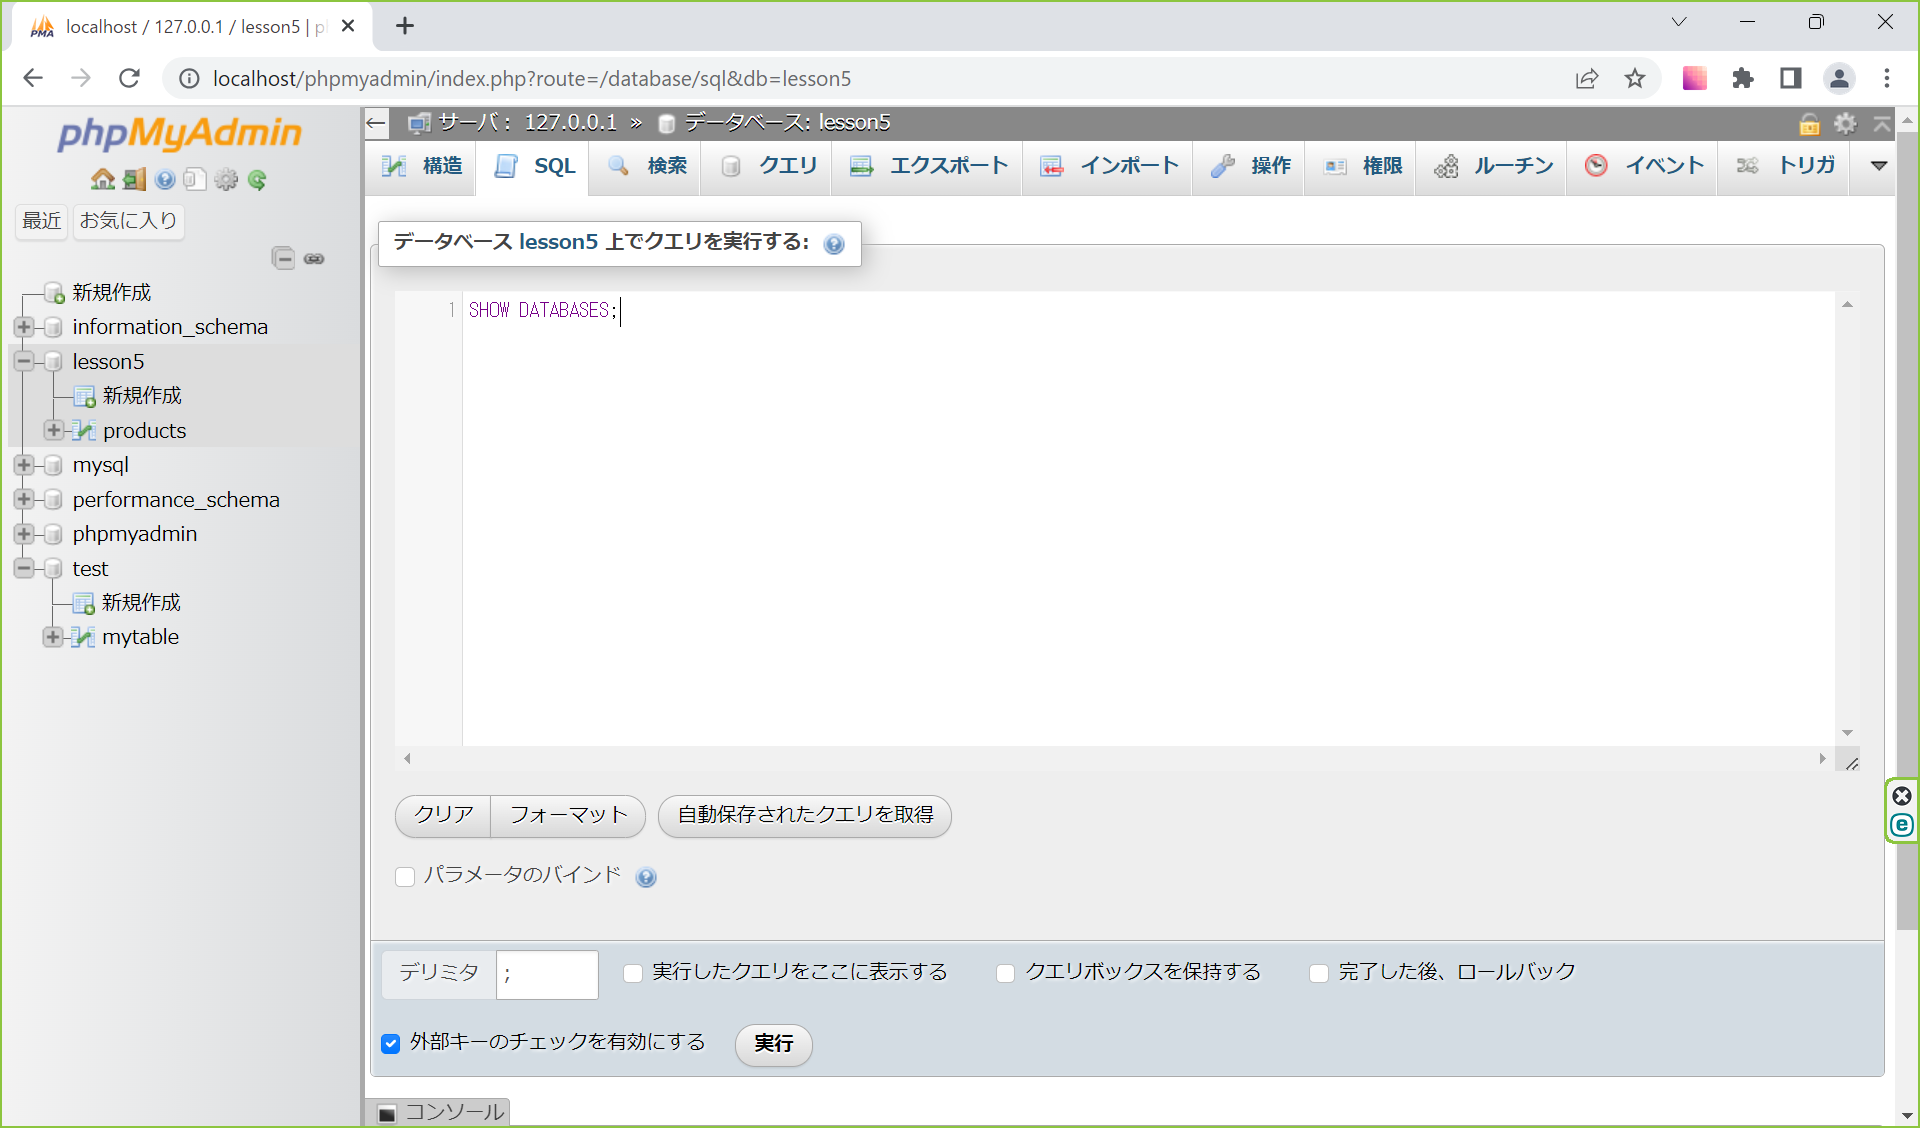 localhost / 127.0.0.1 / lesson5 | p
localhost/phpmyadmin/index.php?route=/database/sql&db=lesson5
phpMyAdmin
最近 お気に入り
新規作成
information_schema
lesson5
新規作成
products
mysql
performance_schema
phpmyadmin
test
新規作成
mytable
サーバ: 127.0.0.1 » データベース: lesson5
構造 SQL 検索 クエリ エクスポート インポート 操作 権限 ルーチン イベント トリガ
データベース lesson5 上でクエリを実行する:
1 SHOW DATABASES;
クリア フォーマット 自動保存されたクエリを取得
パラメータのバインド
デリミタ ; 実行したクエリをここに表示する クエリボックスを保持する 完了した後、ロールバック
外部キーのチェックを有効にする 実行
コンソール